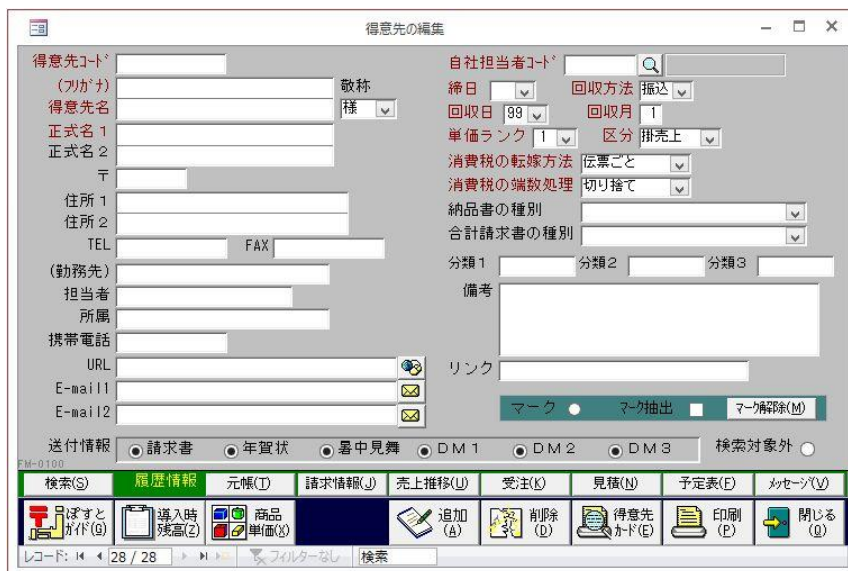 得意先の編集
得意先ｺｰﾄﾞ
(ﾌﾘｶﾞﾅ)
敬称
得意先名
様
正式名１
正式名２
〒
住所１
住所２
TEL
FAX
(勤務先)
担当者
所属
携帯電話
URL
E-mail1
E-mail2
自社担当者ｺｰﾄﾞ
締日
回収方法 振込
回収日 99
回収月 1
単価ランク 1
区分 掛売上
消費税の転嫁方法 伝票ごと
消費税の端数処理 切り捨て
納品書の種別
合計請求書の種別
分類１ 分類２ 分類３
備考
リンク
マーク ﾏｰｸ抽出 ﾏｰｸ解除(M)
送付情報 請求書 年賀状 暑中見舞 ＤＭ１ ＤＭ２ ＤＭ３ 検索対象外
FM-0100
検索(S) 履歴情報 元帳(T) 請求情報(J) 売上推移(U) 受注(K) 見積(N) 予定表(F) ﾒｯｾｰｼﾞ(V)
ぽすとｶﾞｲﾄﾞ(G) 導入時残高(Z) 商品単価(X) 追加(A) 削除(D) 得意先ｶｰﾄﾞ(E) 印刷(P) 閉じる(Q)
レコード: 28 / 28 フィルターなし 検索